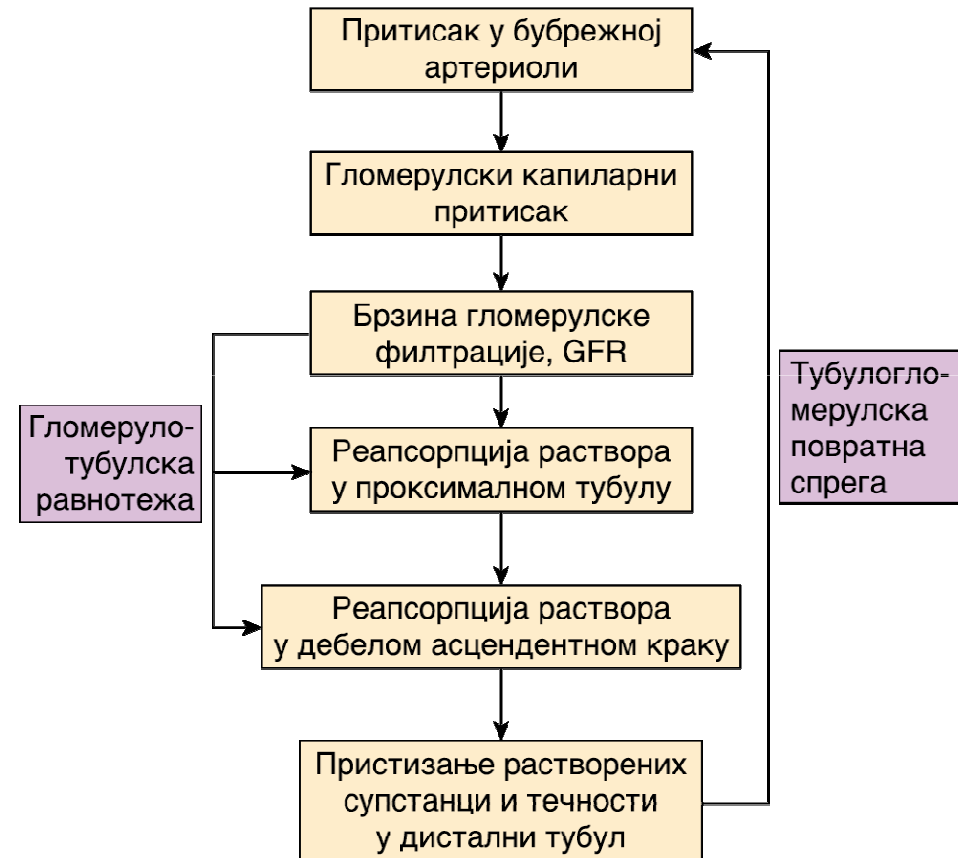 Притисак у бубрежној
артериоли
Гломерулски капиларни
притисак
Брзина гломерулске
филтрације, GFR
Гломеруло-
тубулска
равнотежа
Тубулогло-
мерулска
повратна
спрега
Реапсорпција раствора
у проксималном тубулу
Реапсорпција раствора
у дебелом асцендентном краку
Пристизање растворених
супстанци и течности
у дистални тубул